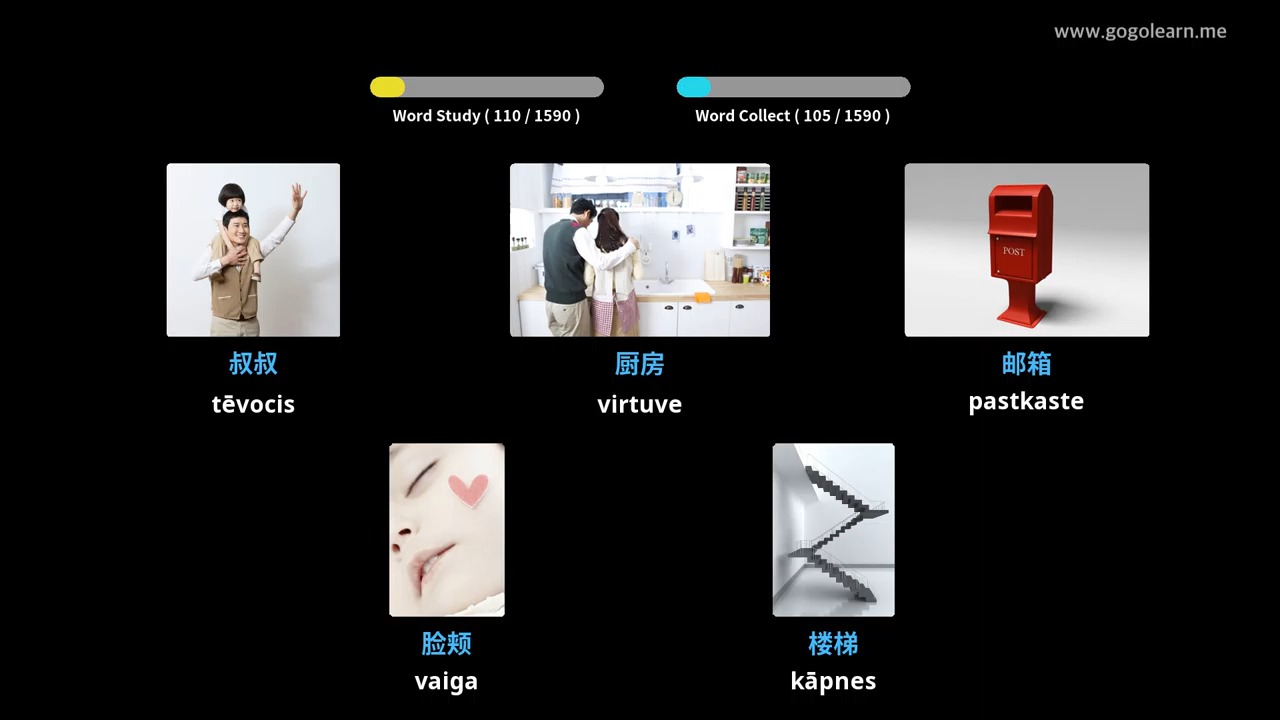 www.gogolearn.me
Word Study ( 110 / 1590 )
Word Collect ( 105 / 1590 )
POST
叔叔
厨房
邮箱
tēvocis
virtuve
pastkaste
脸颊
楼梯
vaiga
kāpnes